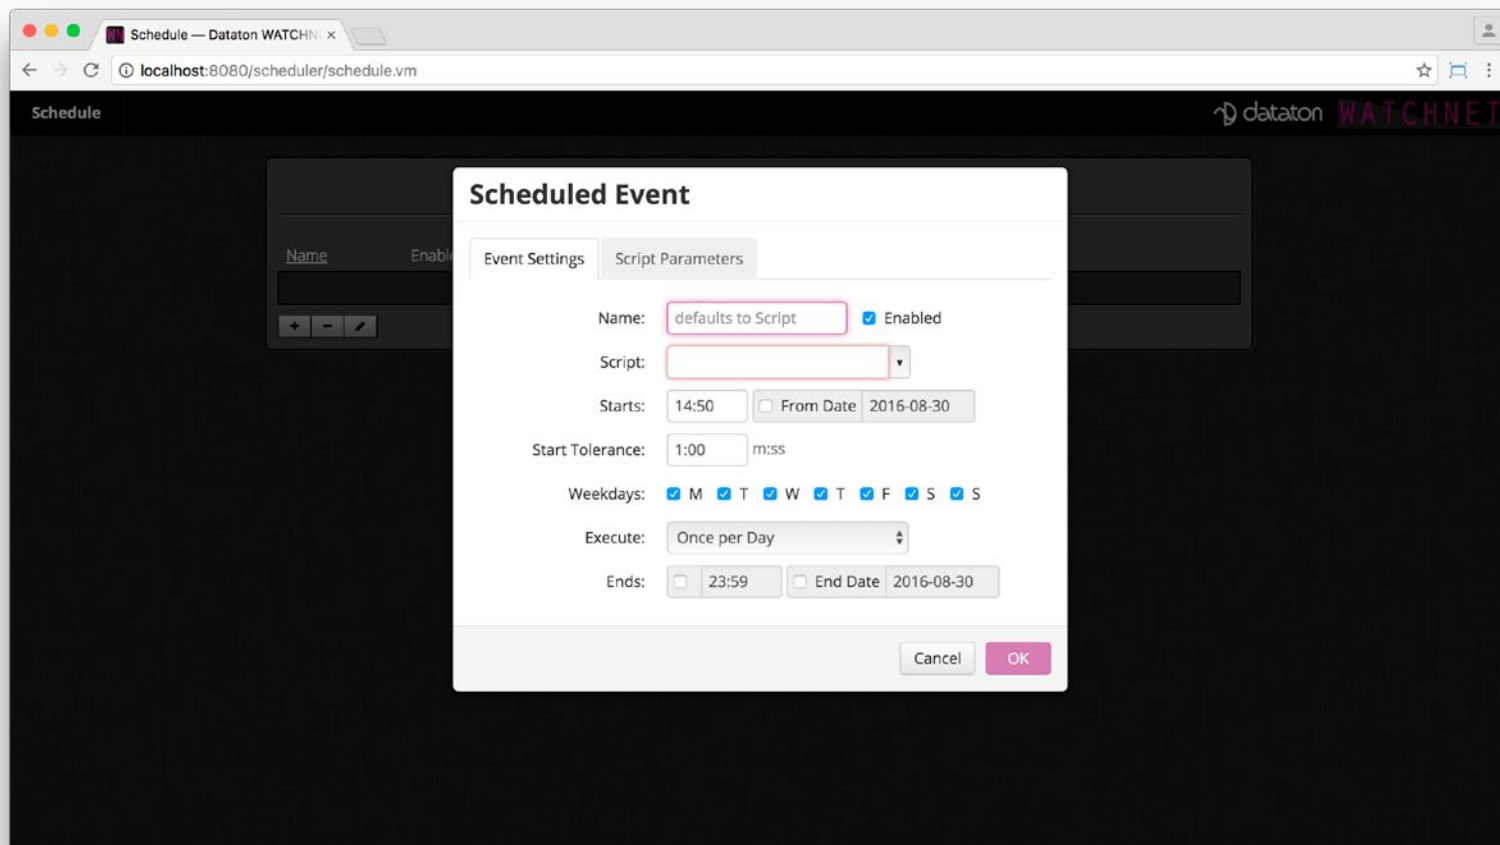 Schedule — Dataton WATCHN
localhost:8080/scheduler/schedule.vm
Schedule
dataton WATCHNET
Scheduled Event
Name Enable
Event Settings Script Parameters
Name: defaults to Script Enabled
Script:
Starts: 14:50 From Date 2016-08-30
Start Tolerance: 1:00 m:ss
Weekdays: M T W T F S S
Execute: Once per Day
Ends: 23:59 End Date 2016-08-30
Cancel OK